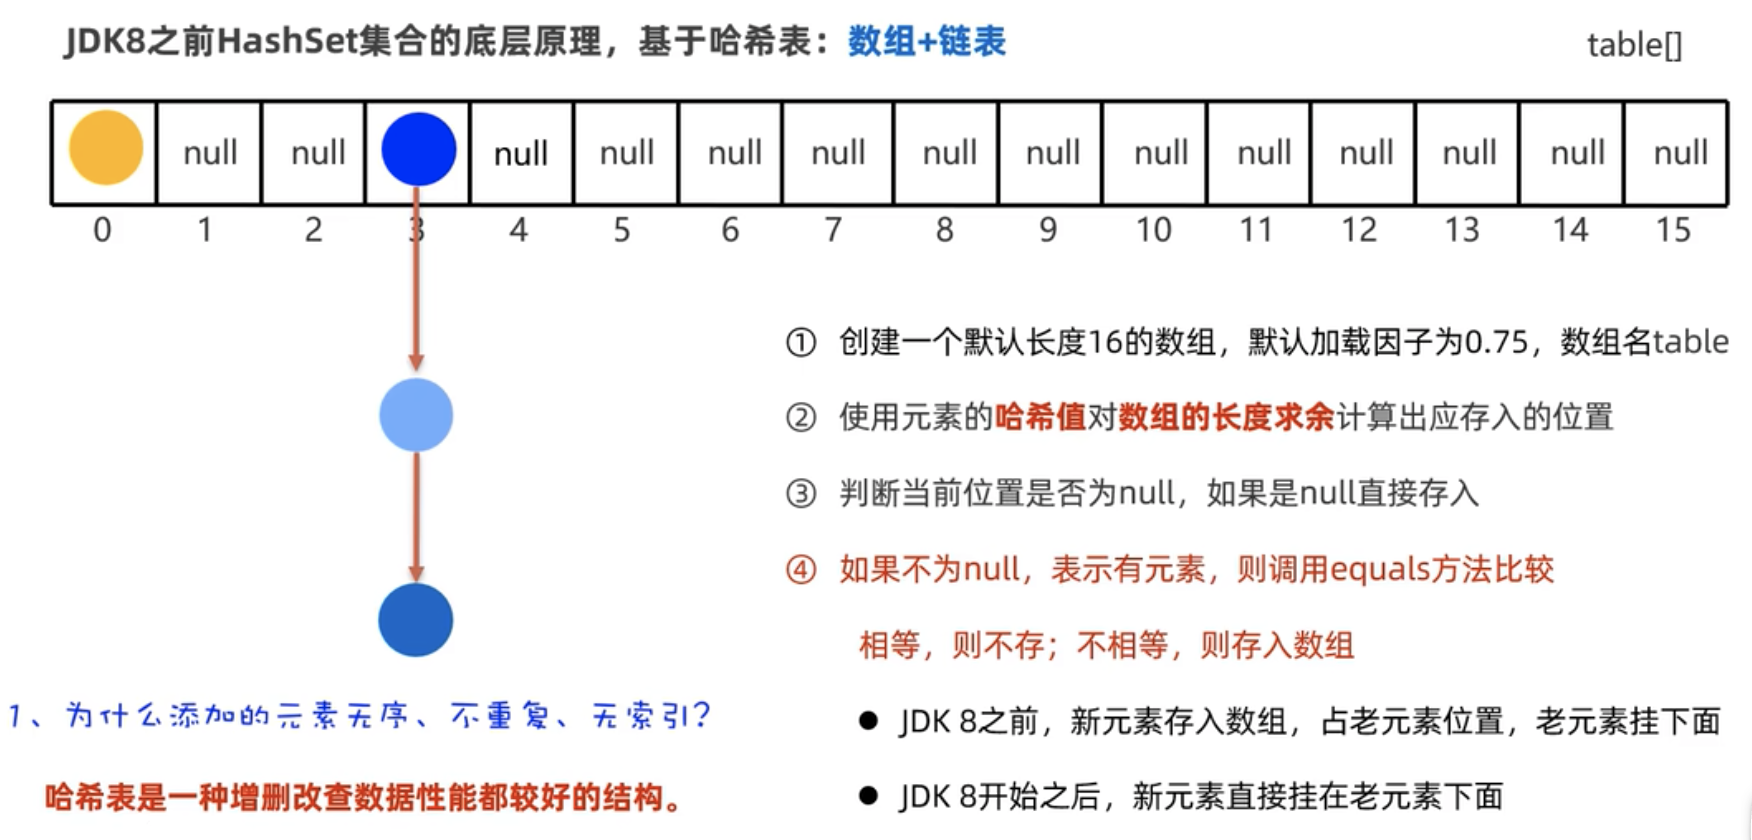 JDK8之前HashSet集合的底层原理，基于哈希表：数组+链表
table[]
null null null null null null null null null null null null null null
0 1 2 3 4 5 6 7 8 9 10 11 12 13 14 15
① 创建一个默认长度16的数组，默认加载因子为0.75，数组名table
② 使用元素的哈希值对数组的长度求余计算出应存入的位置
③ 判断当前位置是否为null，如果是null直接存入
④ 如果不为null，表示有元素，则调用equals方法比较
相等，则不存；不相等，则存入数组
● JDK 8之前，新元素存入数组，占老元素位置，老元素挂下面
● JDK 8开始之后，新元素直接挂在老元素下面
1、为什么添加的元素无序、不重复、无索引？
哈希表是一种增删改查数据性能都较好的结构。